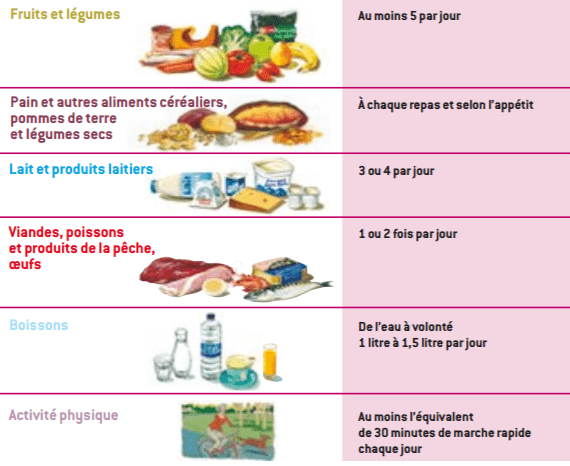 Fruits et légumes
Au moins 5 par jour
Pain et autres aliments céréaliers,
pommes de terre
et légumes secs
À chaque repas et selon l'appétit
Lait et produits laitiers
3 ou 4 par jour
Viandes, poissons
et produits de la pêche,
œufs
1 ou 2 fois par jour
Boissons
De l'eau à volonté
1 litre à 1,5 litre par jour
Activité physique
Au moins l'équivalent
de 30 minutes de marche rapide
chaque jour